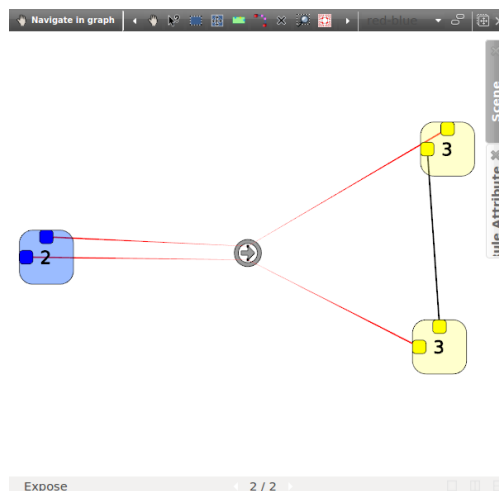 Navigate in graph
red-blue
Scene
3
ule Attribute
2
3
Expose
2 / 2